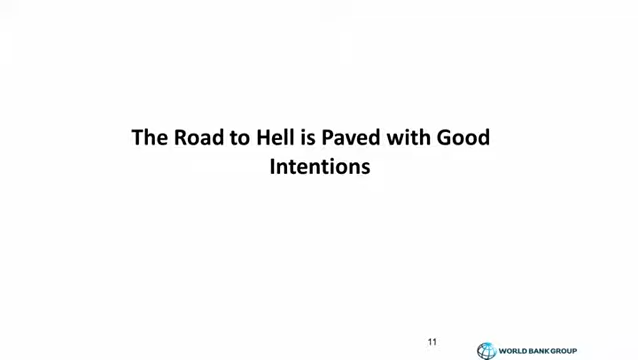 The Road to Hell is Paved with Good
Intentions
11
WORLD BANK GROUP